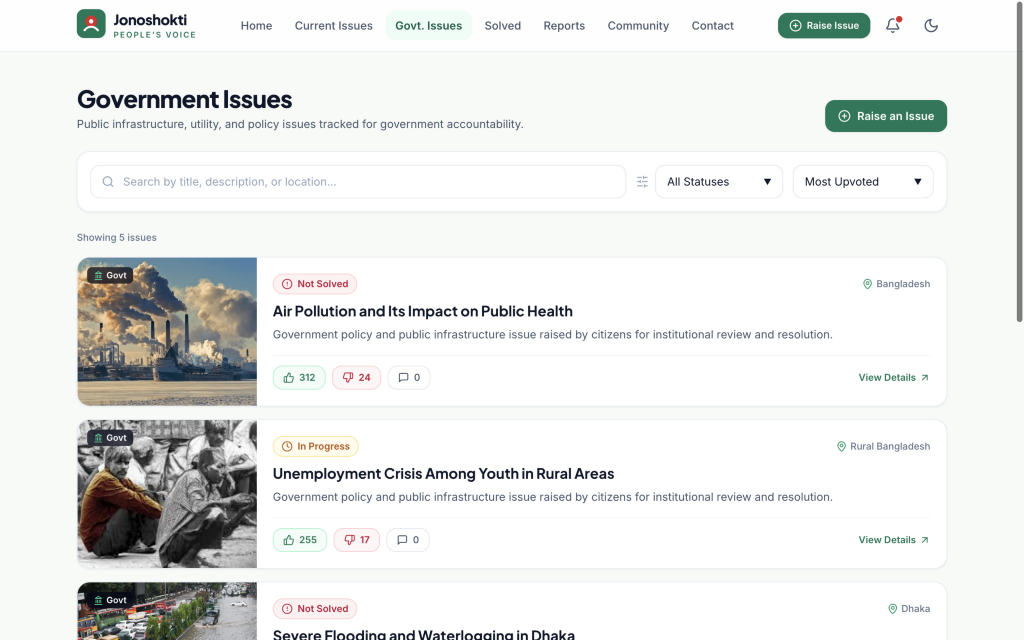 Jonoshokti
PEOPLE'S VOICE
Home
Current Issues
Govt. Issues
Solved
Reports
Community
Contact
Raise Issue
Government Issues
Public infrastructure, utility, and policy issues tracked for government accountability.
Raise an Issue
Search by title, description, or location...
All Statuses
Most Upvoted
Showing 5 issues
Govt
Not Solved
Bangladesh
Air Pollution and Its Impact on Public Health
Government policy and public infrastructure issue raised by citizens for institutional review and resolution.
312
24
0
View Details
Govt
In Progress
Rural Bangladesh
Unemployment Crisis Among Youth in Rural Areas
Government policy and public infrastructure issue raised by citizens for institutional review and resolution.
255
17
0
View Details
Govt
Not Solved
Dhaka
Severe Flooding and Waterlogging in Dhaka